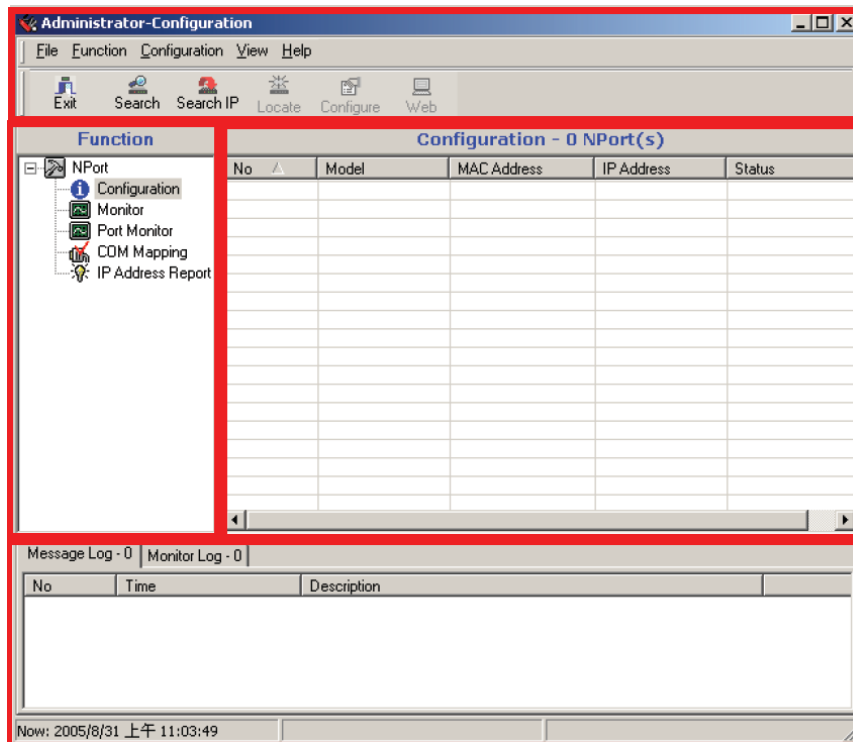 Administrator-Configuration
File Function Configuration View Help
Exit Search Search IP Locate Configure Web
Function
NPort
Configuration
Monitor
Port Monitor
COM Mapping
IP Address Report
Configuration - 0 NPort(s)
No Model MAC Address IP Address Status
Message Log - 0 Monitor Log - 0
No Time Description
Now: 2005/8/31 上午 11:03:49